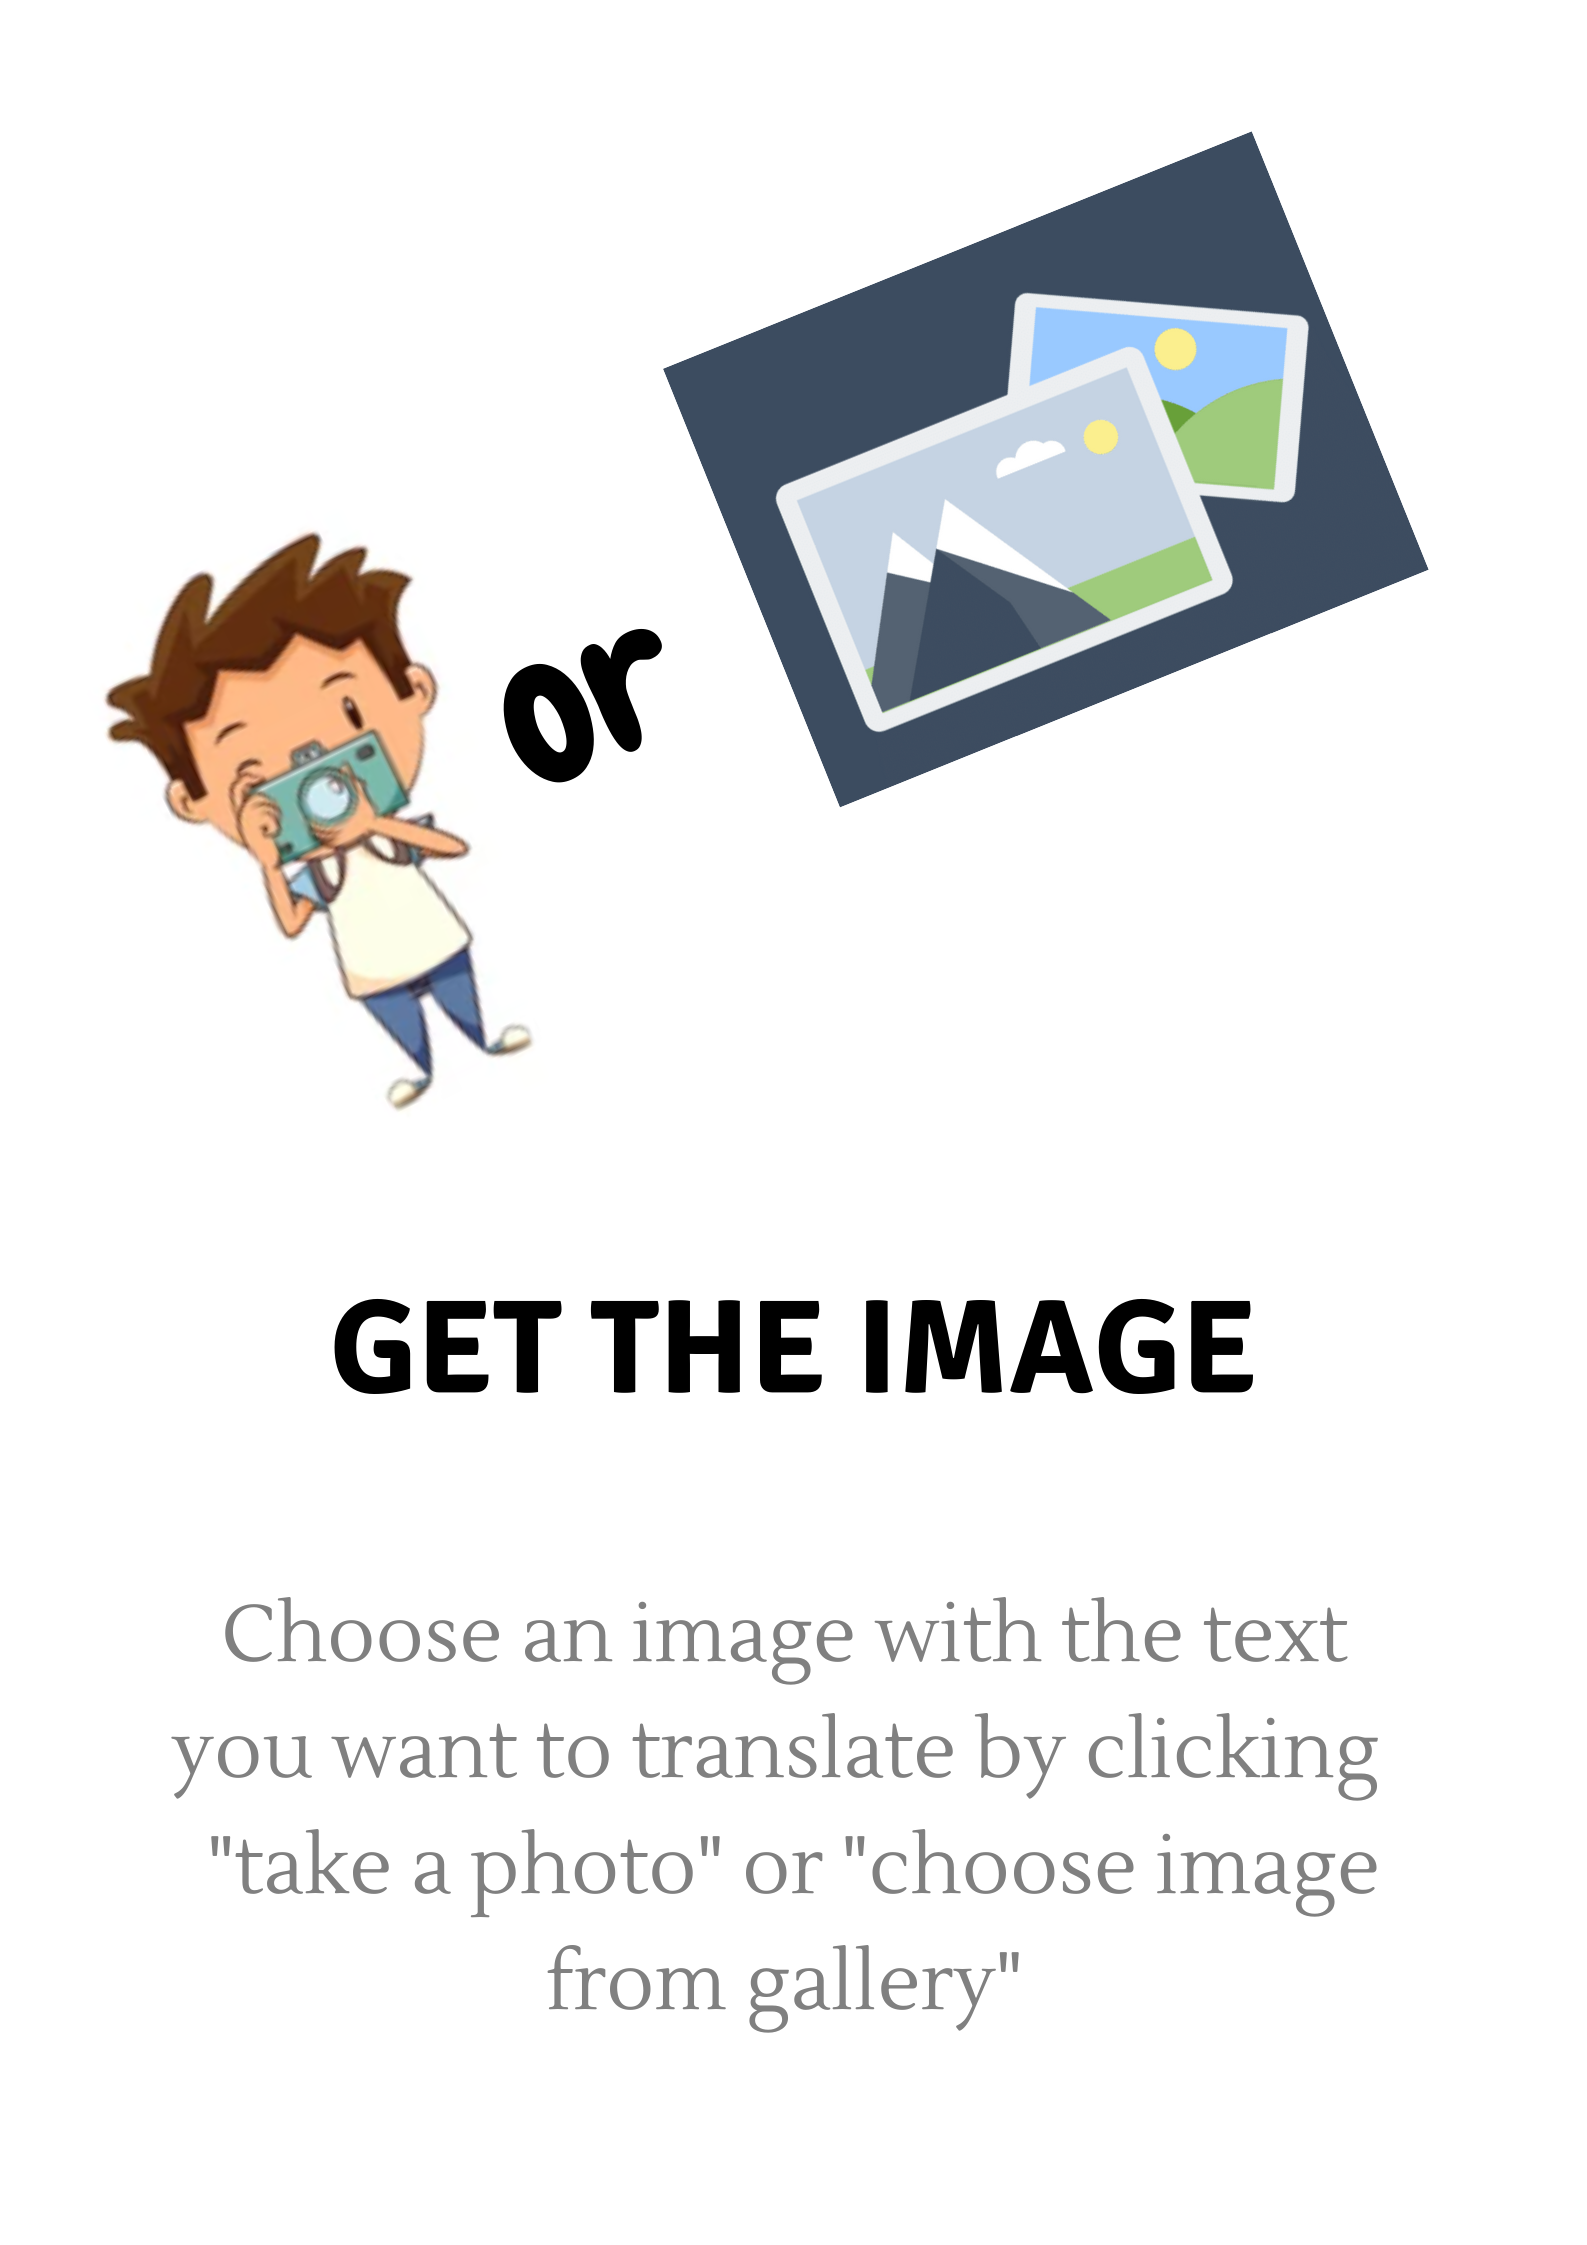 or
GET THE IMAGE
Choose an image with the text
you want to translate by clicking
"take a photo" or "choose image
from gallery"